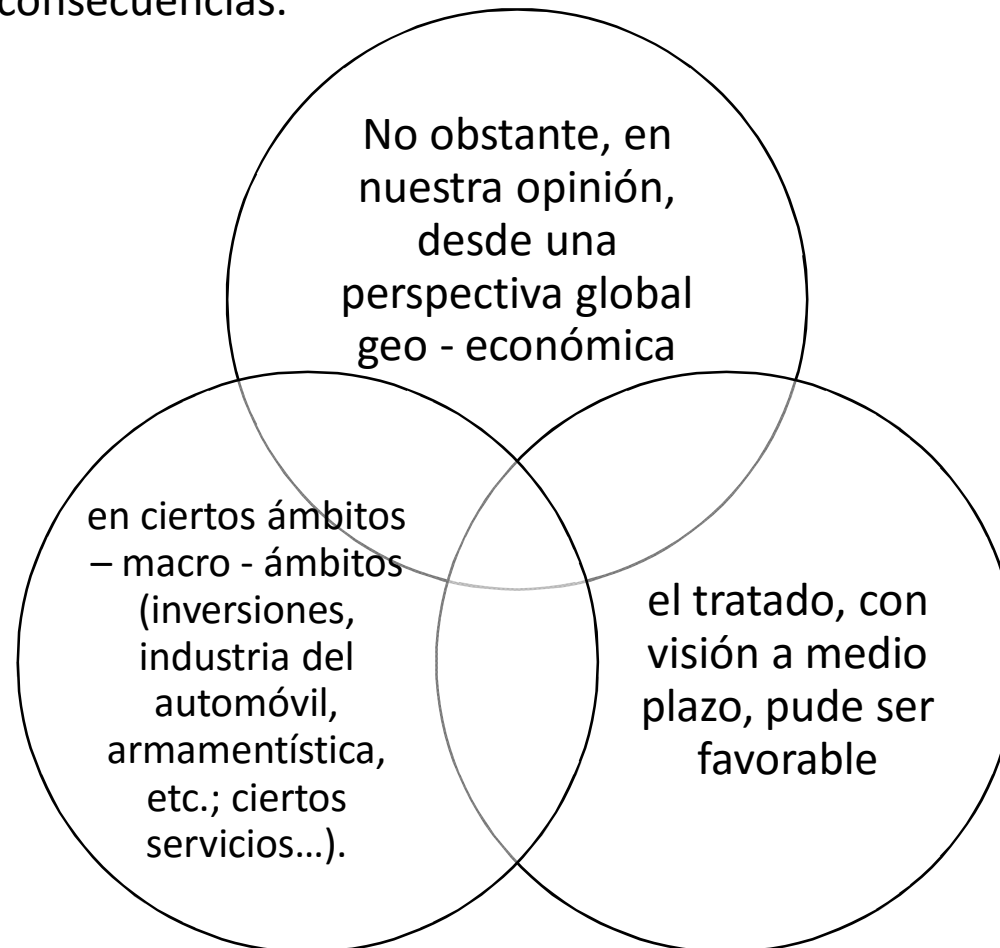 consecuencias.
No obstante, en
nuestra opinión,
desde una
perspectiva global
geo - económica
en ciertos ámbitos
– macro - ámbitos
(inversiones,
industria del
automóvil,
armamentística,
etc.; ciertos
servicios...).
el tratado, con
visión a medio
plazo, pude ser
favorable